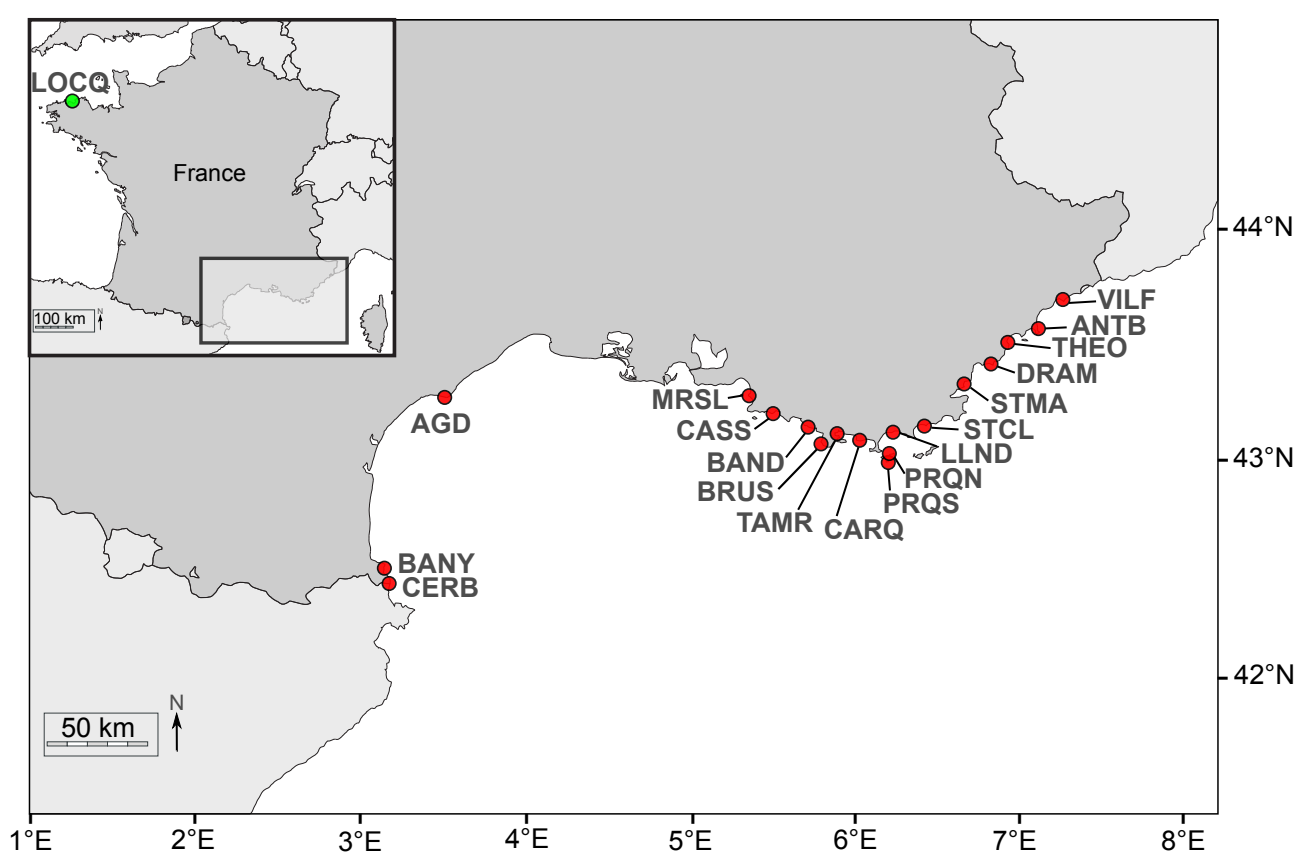 LOCQ
France
100 km
N
44°N
VILF
ANTB
THEO
DRAM
MRSL
STMA
AGD
CASS
STCL
LLND
BAND
43°N
PRQN
BRUS
PRQS
TAMR
CARQ
BANY
CERB
42°N
N
50 km
1°E
2°E
3°E
4°E
5°E
6°E
7°E
8°E